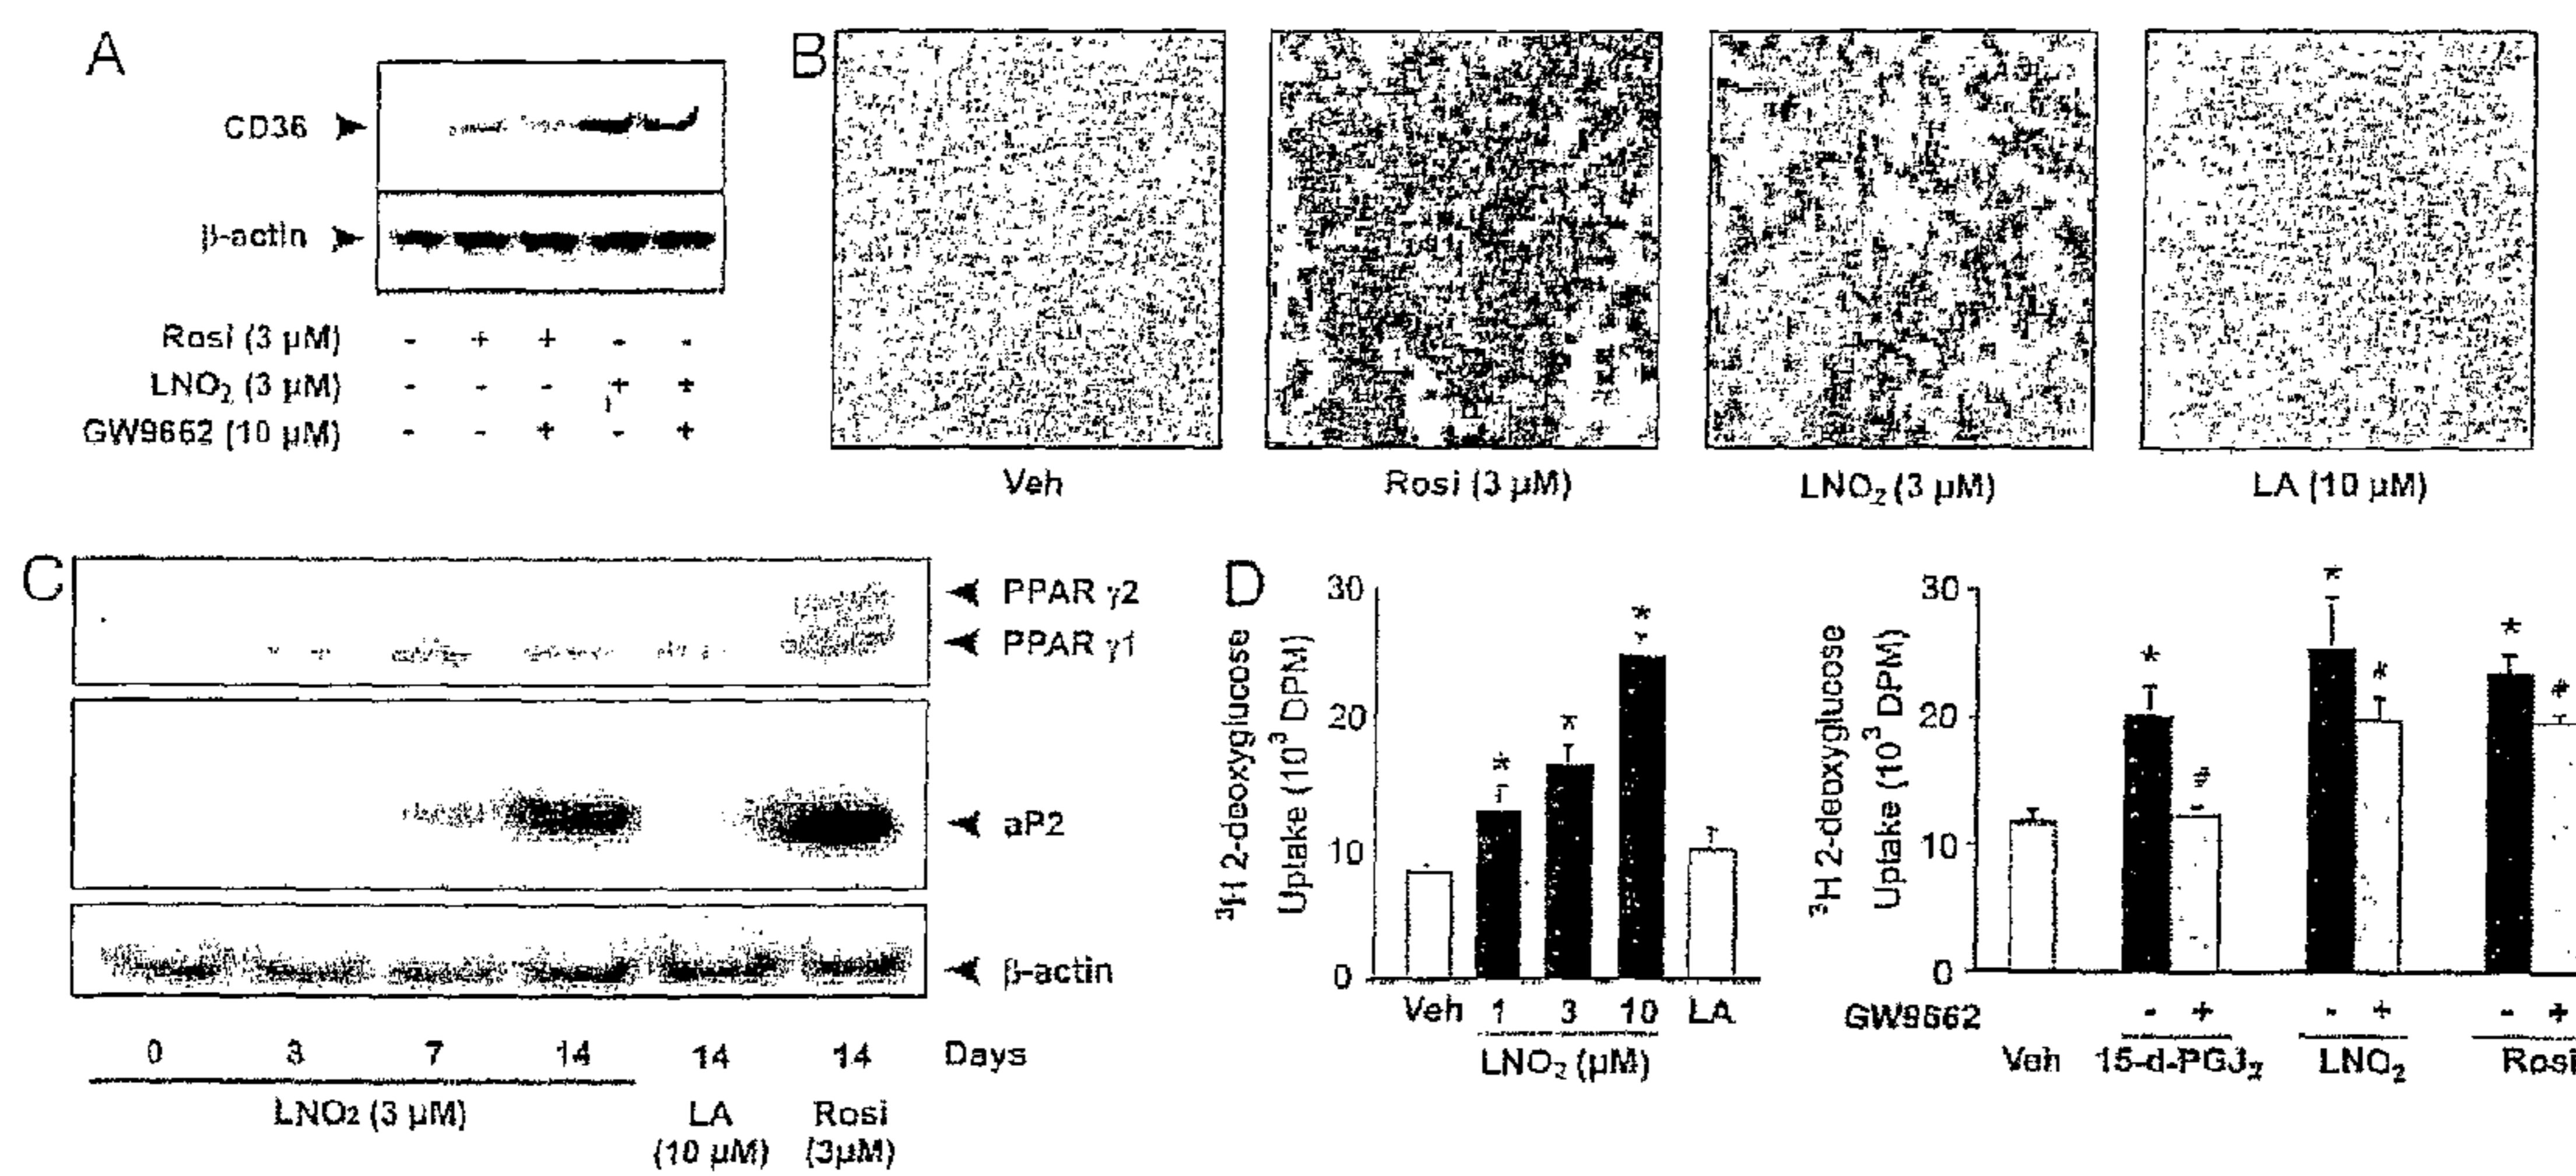 A
CD36
β-actin
Rosi (3 µM) - + + - -
LNO2 (3 µM) - - - + +
GW9662 (10 µM) - - + - +
B
Veh
Rosi (3 µM)
LNO2 (3 µM)
LA (10 µM)
C
PPAR γ2
PPAR γ1
aP2
β-actin
0 3 7 14 14 14 Days
LNO2 (3 µM)
LA
(10 µM)
Rosi
(3µM)
D
³H 2-deoxyglucose
Uptake (10³ DPM)
30
20
10
0
* * *
Veh 1 3 10 LA
LNO2 (µM)
³H 2-deoxyglucose
Uptake (10³ DPM)
30
20
10
0
* # * # * #
GW9662 - + - + - +
Veh 15-d-PGJ2 LNO2 Rosi